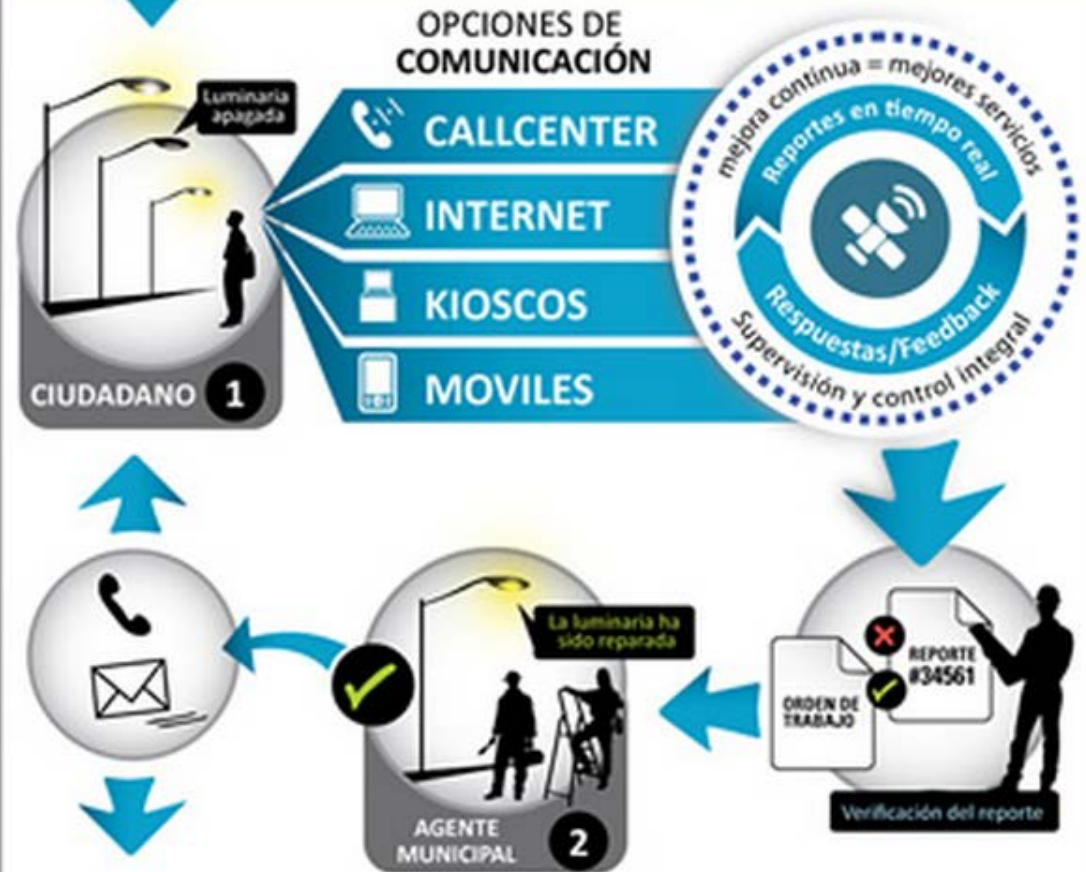 OPCIONES DE
COMUNICACIÓN
Luminaria
apagada
CALLCENTER
INTERNET
KIOSCOS
MOVILES
CIUDADANO 1
mejora continua = mejores servicios
Reportes en tiempo real
Respuestas/Feedback
Supervisión y control integral
La luminaria ha
sido reparada
AGENTE
MUNICIPAL 2
REPORTE
#34561
ORDEN DE
TRABAJO
Verificación del reporte